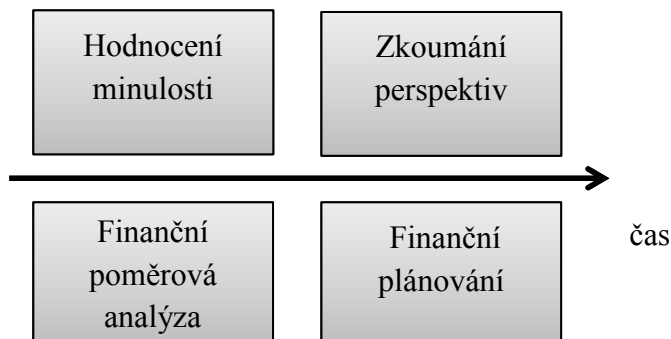 Hodnocení
minulosti
Zkoumání
perspektiv
čas
Finanční
poměrová
analýza
Finanční
plánování